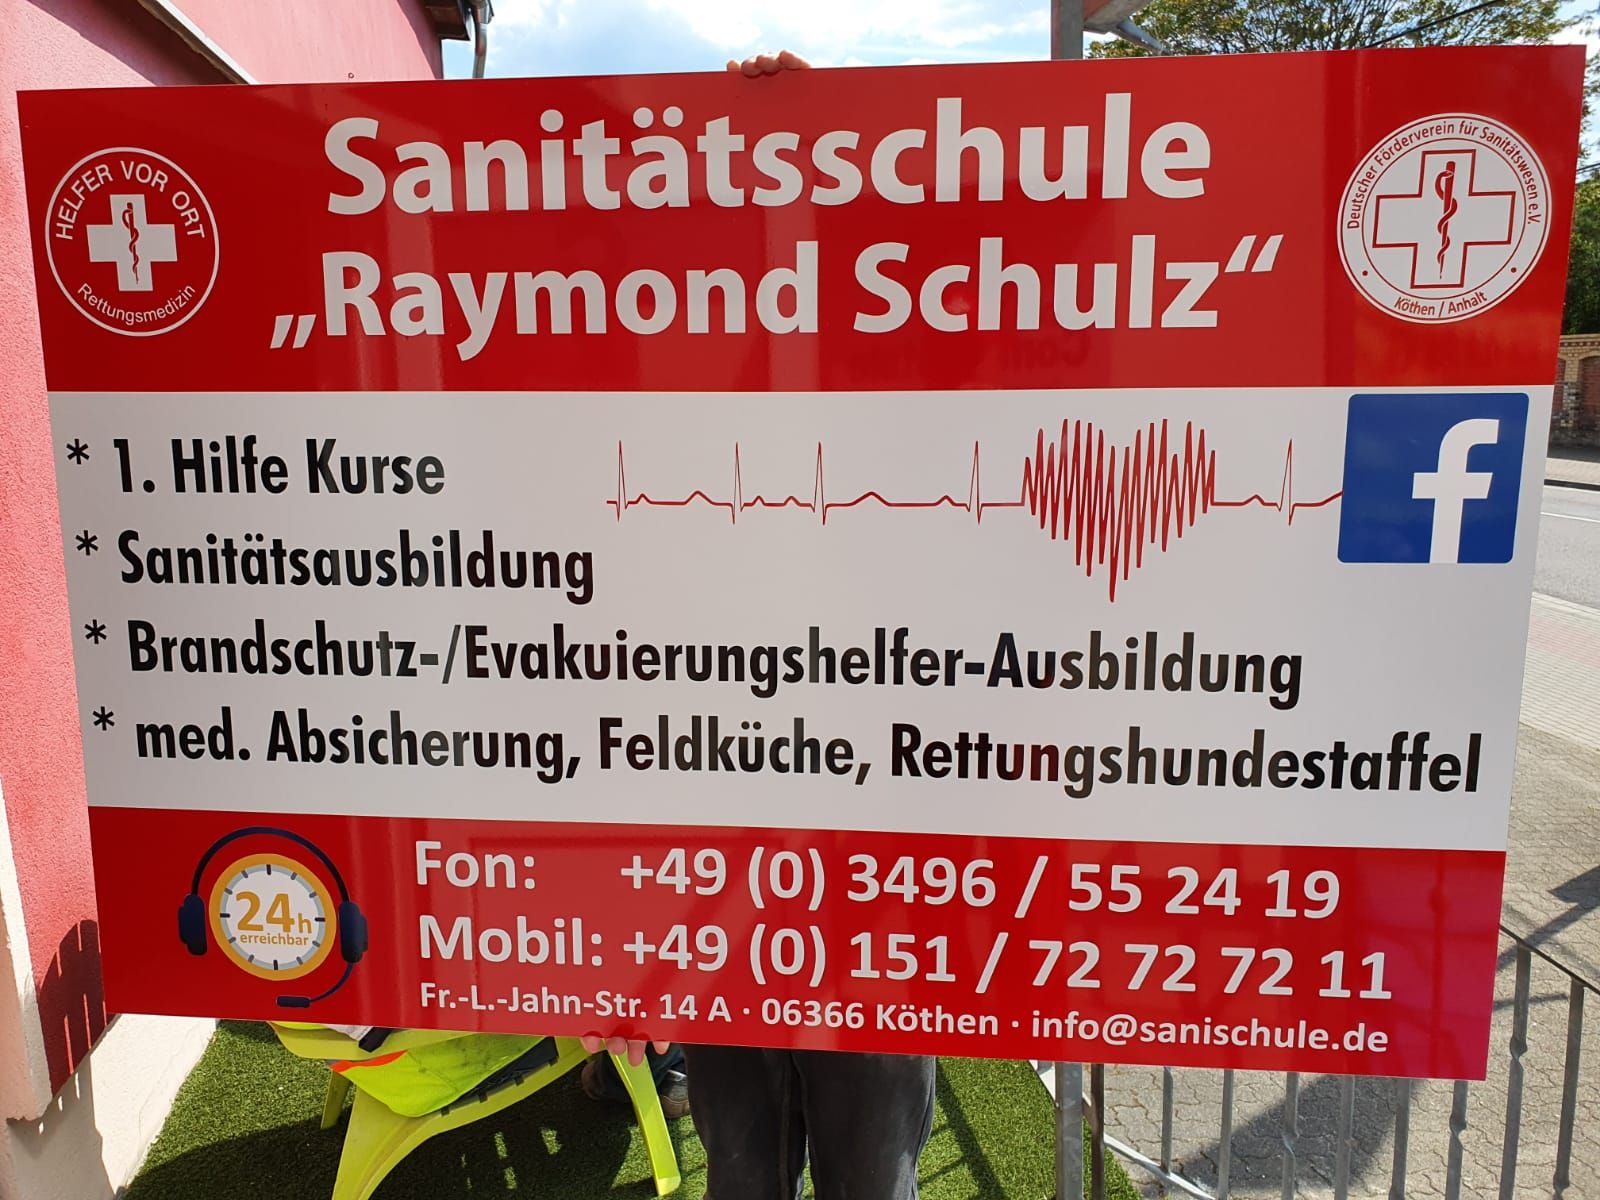 Sanitätsschule
„Raymond Schulz“
HELFER VOR ORT
Rettungsmedizin
Deutscher Förderverein für Sanitätswesen e.V.
Köthen / Anhalt
* 1. Hilfe Kurse
f
* Sanitätsausbildung
* Brandschutz-/Evakuierungshelfer-Ausbildung
* med. Absicherung, Feldküche, Rettungshundestaffel
24h
erreichbar
Fon: +49 (0) 3496 / 55 24 19
Mobil: +49 (0) 151 / 72 72 72 11
Fr.-L.-Jahn-Str. 14 A · 06366 Köthen · info@sanischule.de